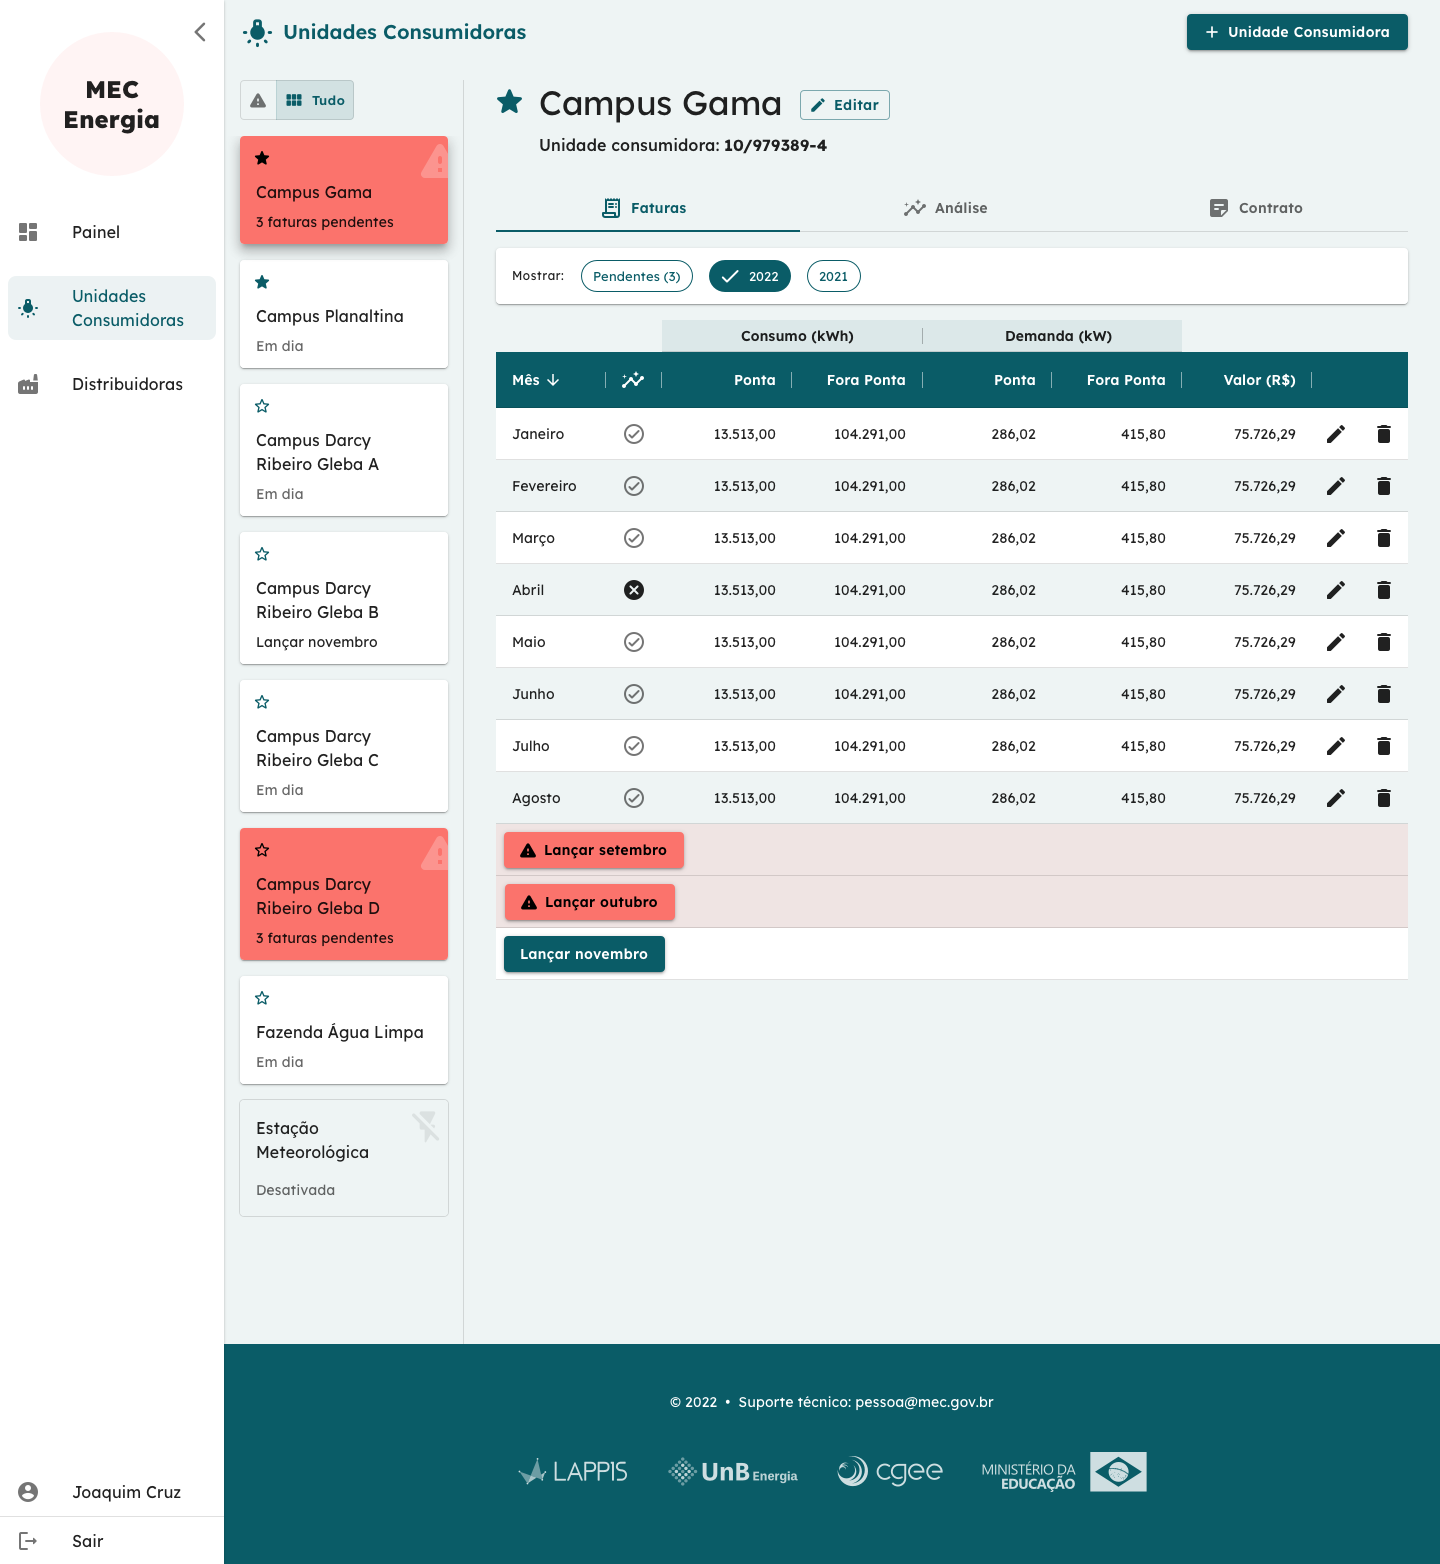 MEC
Energia
Painel
Unidades
Consumidoras
Distribuidoras
Joaquim Cruz
Sair
Unidades Consumidoras
Unidade Consumidora
Tudo
Campus Gama
3 faturas pendentes
Campus Planaltina
Em dia
Campus Darcy
Ribeiro Gleba A
Em dia
Campus Darcy
Ribeiro Gleba B
Lançar novembro
Campus Darcy
Ribeiro Gleba C
Em dia
Campus Darcy
Ribeiro Gleba D
3 faturas pendentes
Fazenda Água Limpa
Em dia
Estação
Meteorológica
Desativada
Campus Gama Editar
Unidade consumidora: 10/979389-4
Faturas Análise Contrato
Mostrar: Pendentes (3) 2022 2021
Consumo (kWh) Demanda (kW)
Mês Ponta Fora Ponta Ponta Fora Ponta Valor (R$)
Janeiro 13.513,00 104.291,00 286,02 415,80 75.726,29
Fevereiro 13.513,00 104.291,00 286,02 415,80 75.726,29
Março 13.513,00 104.291,00 286,02 415,80 75.726,29
Abril 13.513,00 104.291,00 286,02 415,80 75.726,29
Maio 13.513,00 104.291,00 286,02 415,80 75.726,29
Junho 13.513,00 104.291,00 286,02 415,80 75.726,29
Julho 13.513,00 104.291,00 286,02 415,80 75.726,29
Agosto 13.513,00 104.291,00 286,02 415,80 75.726,29
Lançar setembro
Lançar outubro
Lançar novembro
© 2022 • Suporte técnico: pessoa@mec.gov.br
LAPPIS UnB Energia cgee MINISTÉRIO DA
EDUCAÇÃO